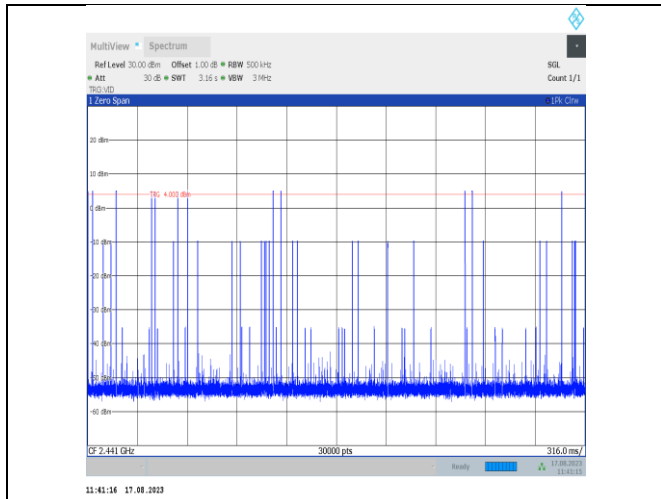 MultiView Spectrum
Ref Level 30.00 dBm Offset 1.00 dB RBW 500 kHz SGL
Att 30 dB SWT 3.16 s VBW 3 MHz Count 1/1
TRG:VID
1 Zero Span 1Pk Clrw
20 dBm
10 dBm
TRG 4.000 dBm
0 dBm
-10 dBm
-20 dBm
-30 dBm
-40 dBm
-50 dBm
-60 dBm
CF 2.441 GHz 30000 pts 316.0 ms/
Ready 17.08.2023
11:41:15
11:41:16 17.08.2023